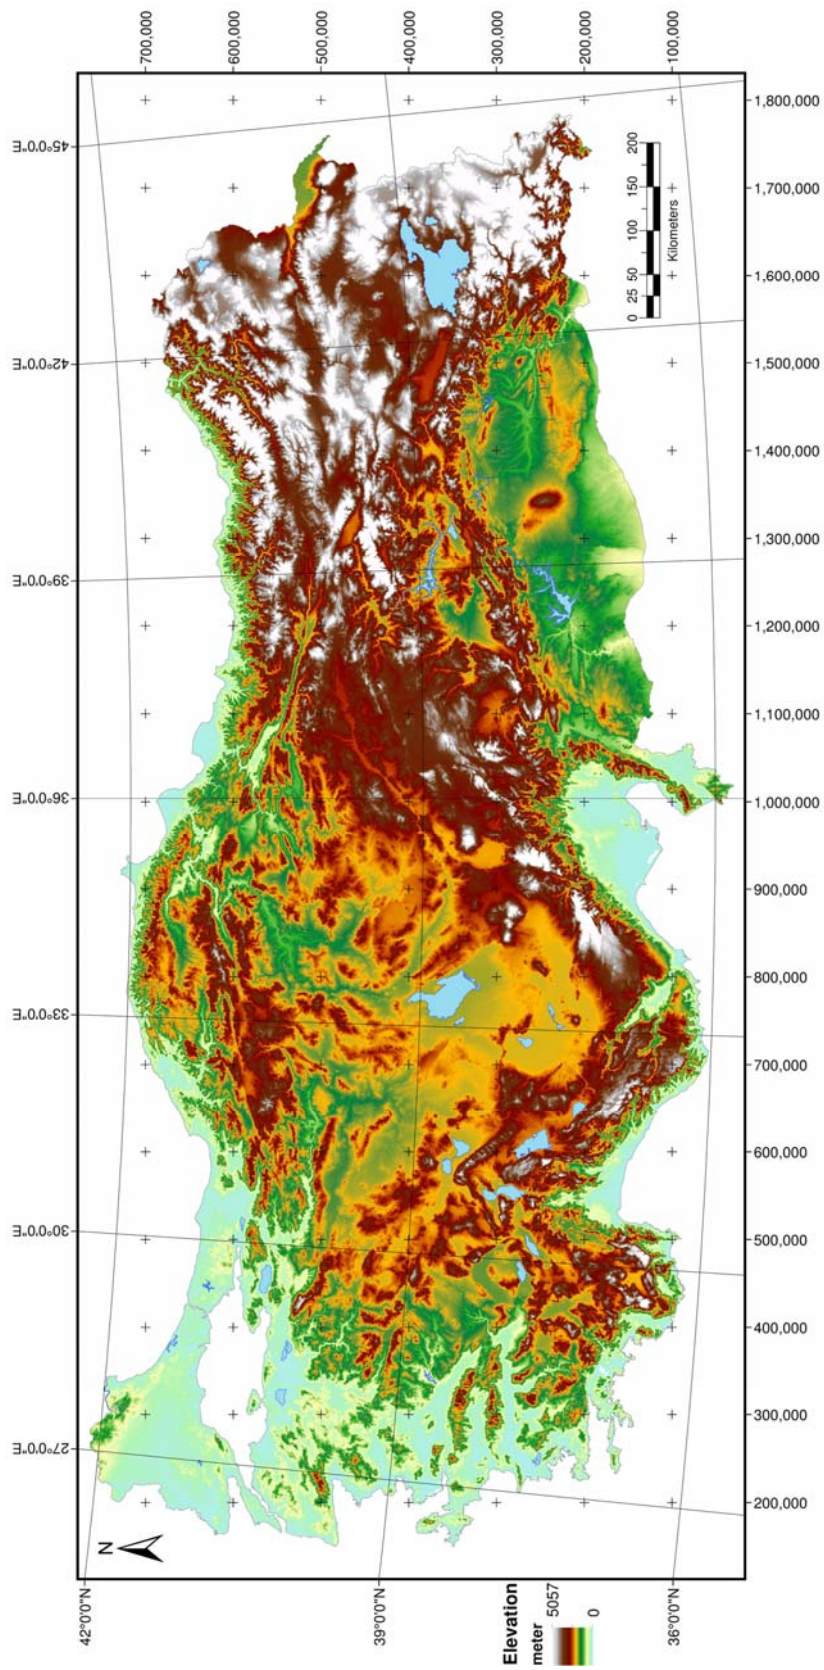 27°0'0"E
30°0'0"E
33°0'0"E
36°0'0"E
39°0'0"E
42°0'0"E
45°0'0"E
N
42°0'0"N
39°0'0"N
36°0'0"N
700,000
600,000
500,000
400,000
300,000
200,000
100,000
0 25 50 100 150 200
Kilometers
200,000
300,000
400,000
500,000
600,000
700,000
800,000
900,000
1,000,000
1,100,000
1,200,000
1,300,000
1,400,000
1,500,000
1,600,000
1,700,000
1,800,000
Elevation
meter
5057
0